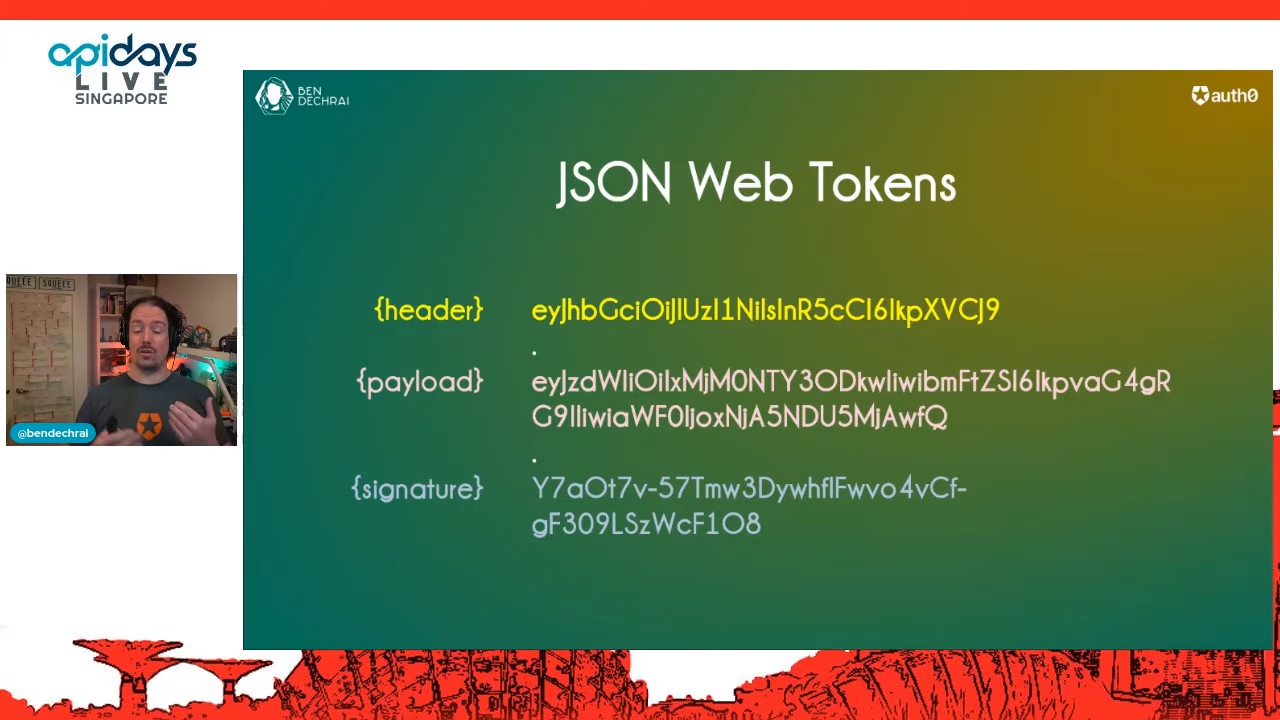 apidays
LIVE
SINGAPORE
BEN
DECHRAI
auth0
JSON Web Tokens
{header} eyJhbGciOiJIUzI1NiIsInR5cCI6IkpXVCJ9
.
{payload} eyJzdWIiOiIxMjM0NTY3ODkwIiwibmFtZSI6IkpvaG4gR
G9lIiwiaWF0IjoxNjA5NDU5MjAwfQ
.
{signature} Y7aOt7v-57Tmw3DywhflFwvo4vCf-
gF309LSzWcF1O8
SQUEEE
@bendechrai